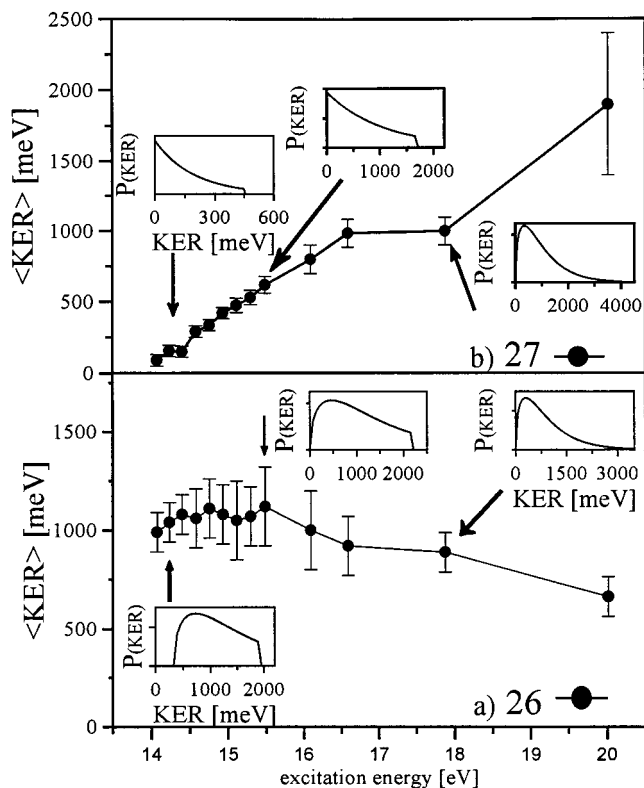 2500
2000
1500
1000
500
0
<KER> [meV]
P(KER)
0 300 600
KER [meV]
P(KER)
0 1000 2000
P(KER)
0 2000 4000
b) 27
1500
1000
500
0
<KER> [meV]
P(KER)
0 1000 2000
P(KER)
0 1500 3000
KER [meV]
P(KER)
0 1000 2000
KER [meV]
a) 26
14 15 16 17 18 19 20
excitation energy [eV]